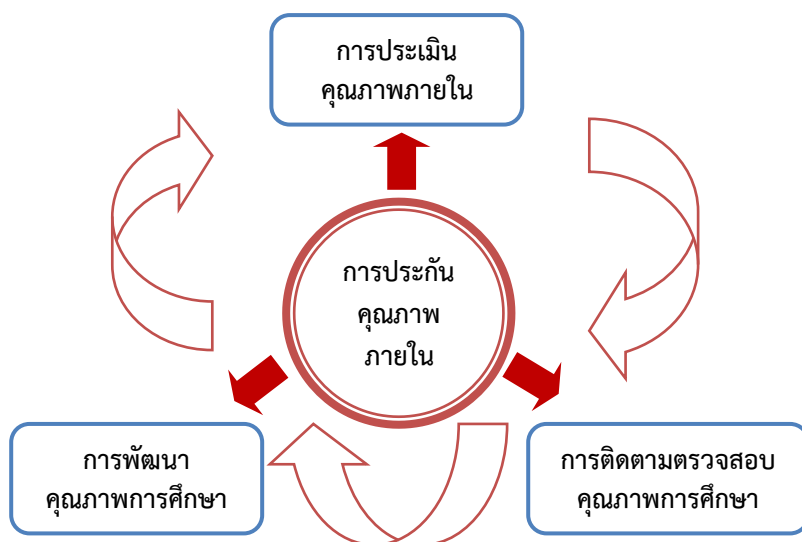 การประเมิน
คุณภาพภายใน
การประกัน
คุณภาพ
ภายใน
การพัฒนา
คุณภาพการศึกษา
การติดตามตรวจสอบ
คุณภาพการศึกษา